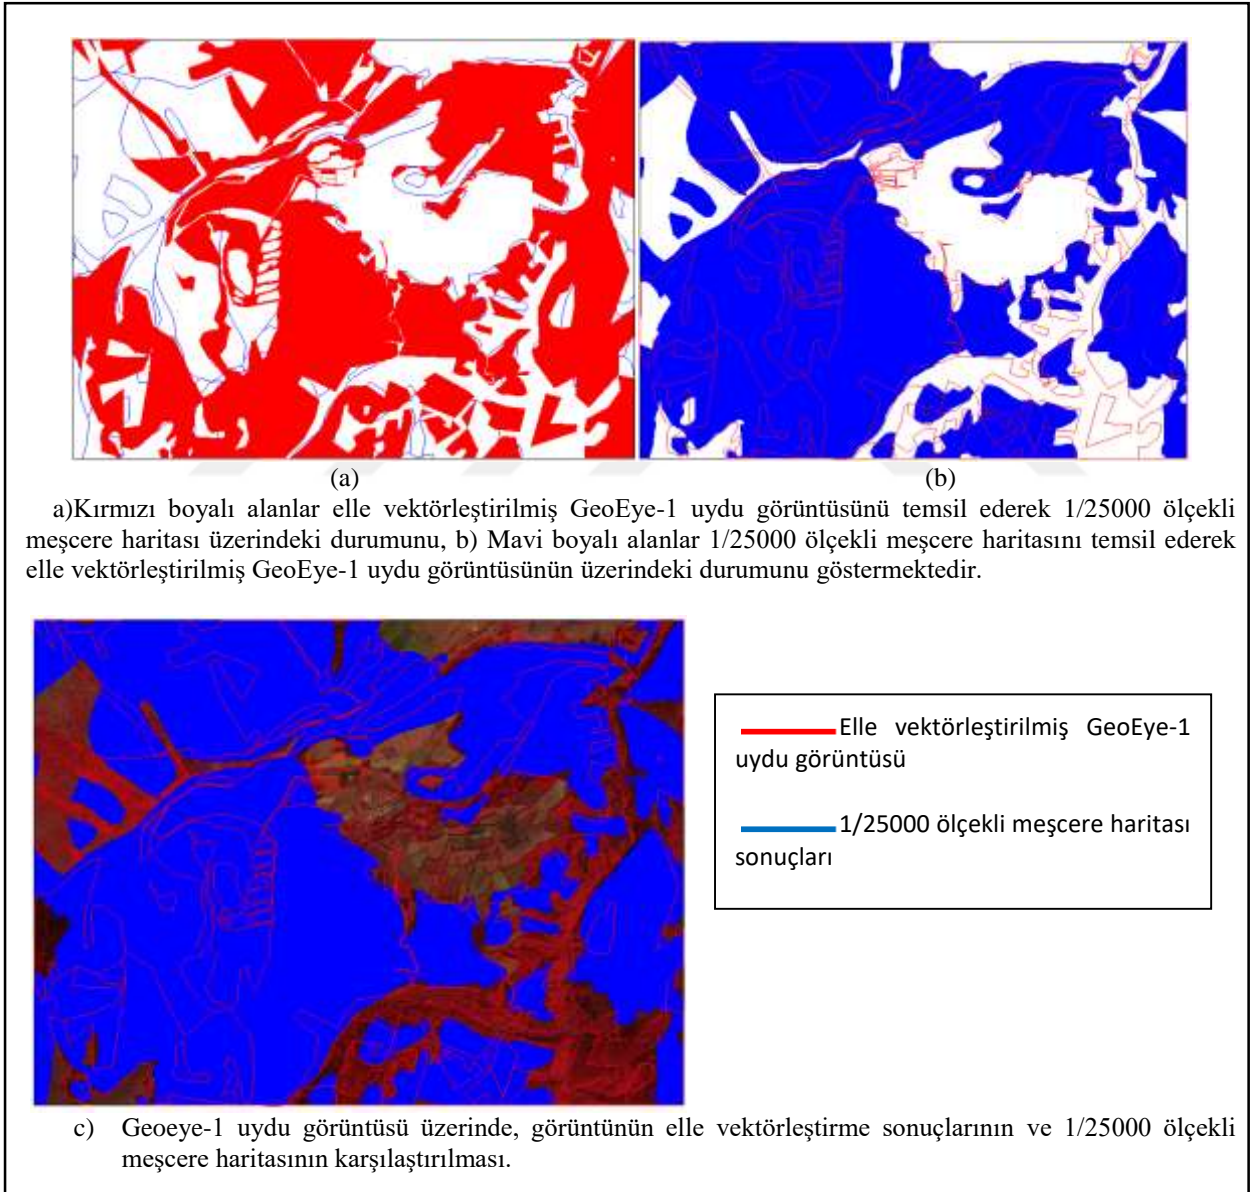 (a)
(b)
a)Kırmızı boyalı alanlar elle vektörleştirilmiş GeoEye-1 uydu görüntüsünü temsil ederek 1/25000 ölçekli
meşcere haritası üzerindeki durumunu, b) Mavi boyalı alanlar 1/25000 ölçekli meşcere haritasını temsil ederek
elle vektörleştirilmiş GeoEye-1 uydu görüntüsünün üzerindeki durumunu göstermektedir.
Elle vektörleştirilmiş GeoEye-1
uydu görüntüsü
1/25000 ölçekli meşcere haritası
sonuçları
c) Geoeye-1 uydu görüntüsü üzerinde, görüntünün elle vektörleştirme sonuçlarının ve 1/25000 ölçekli
meşcere haritasının karşılaştırılması.